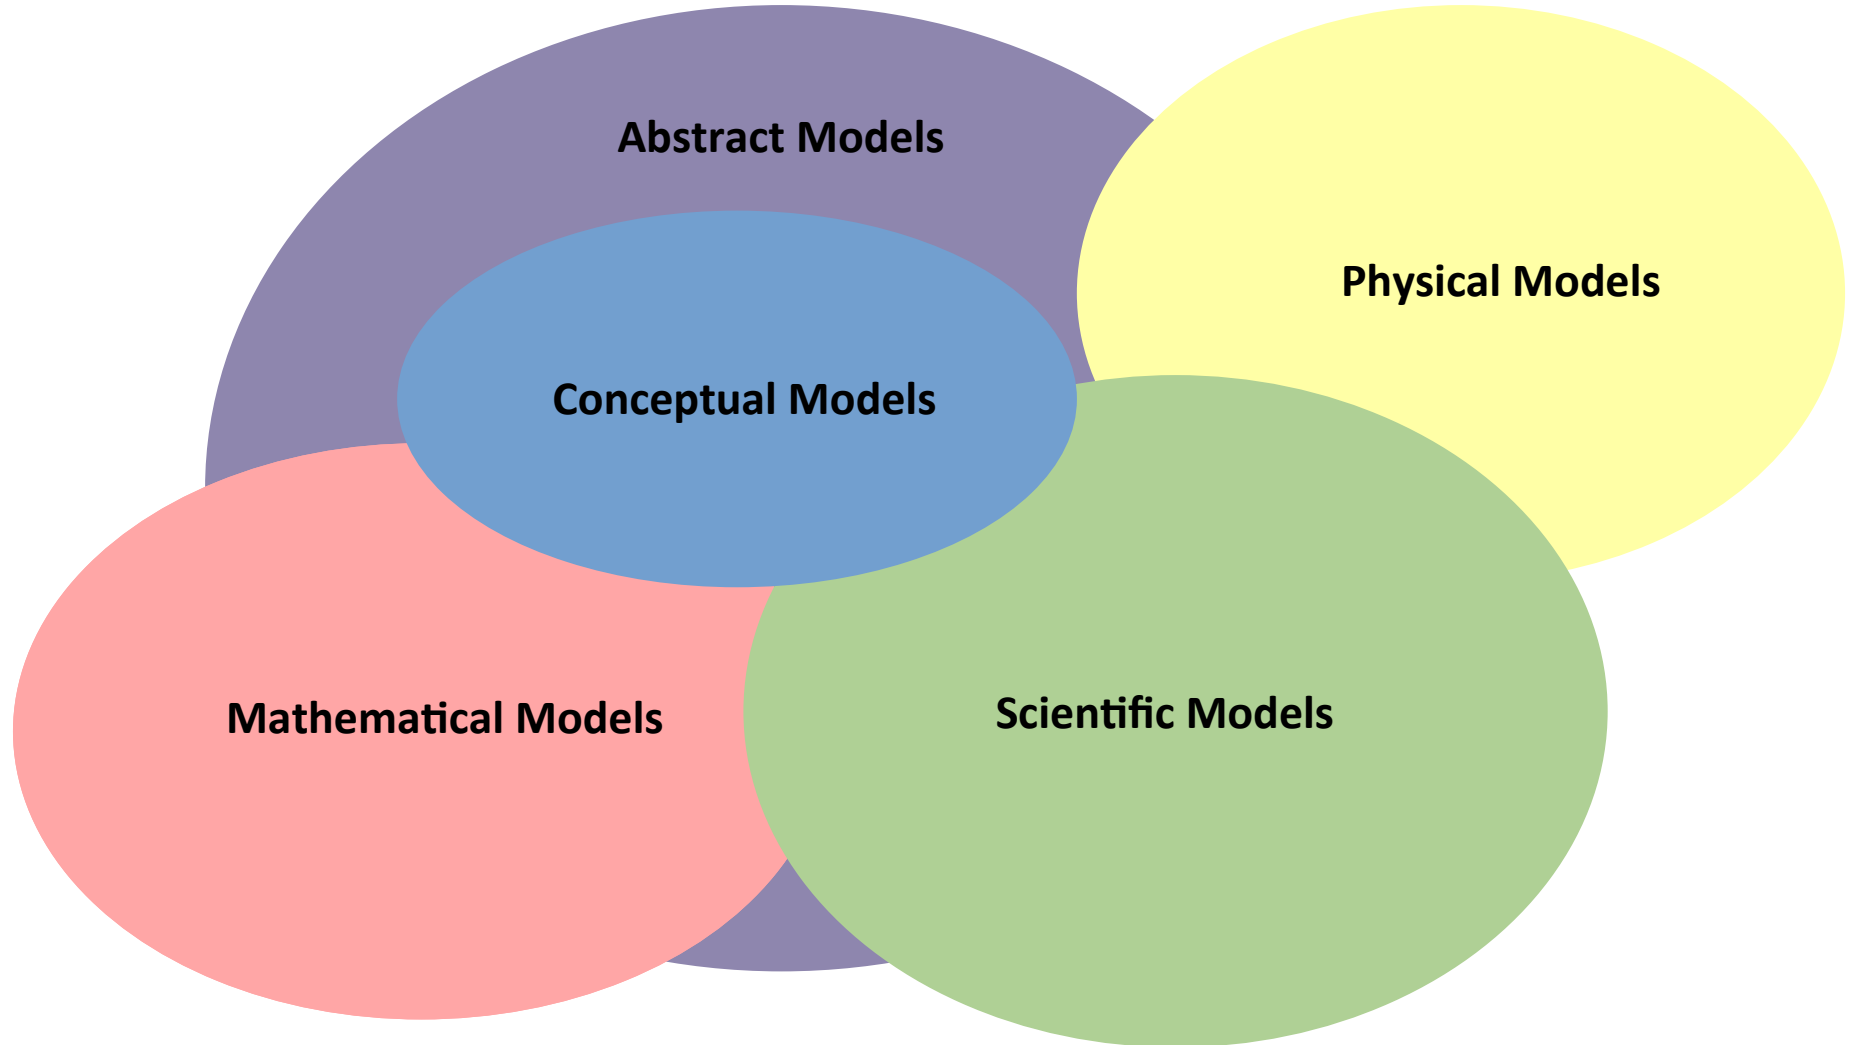 Abstract Models
Physical Models
Conceptual Models
Mathematical Models
Scientific Models